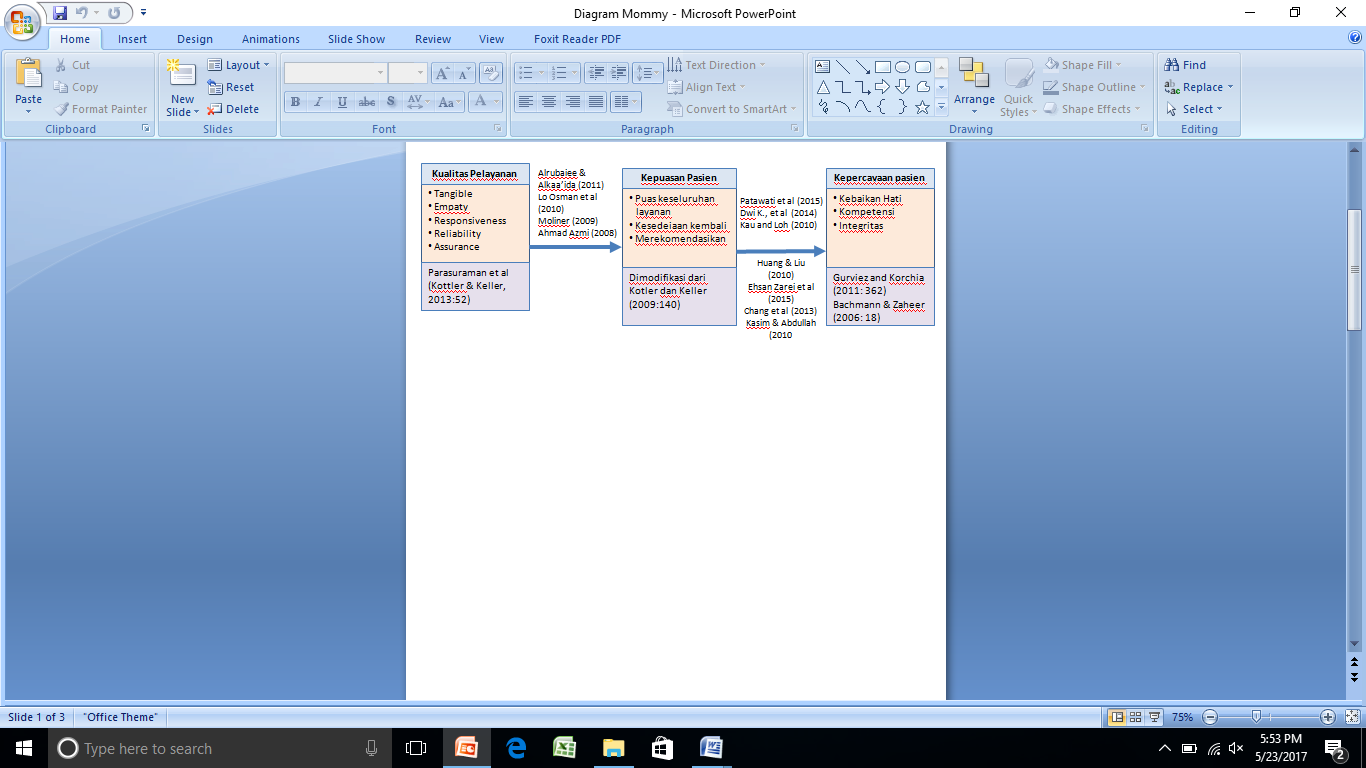 Diagram Mommy - Microsoft PowerPoint
Home Insert Design Animations Slide Show Review View Foxit Reader PDF
Paste
Cut
Copy
Format Painter
Clipboard
New Slide
Layout
Reset
Delete
Slides
B I U abc S AV Aa A
Font
Text Direction
Align Text
Convert to SmartArt
Paragraph
Arrange
Quick Styles
Shape Fill
Shape Outline
Shape Effects
Drawing
Find
Replace
Select
Editing
Kualitas Pelayanan
• Tangible
• Empaty
• Responsiveness
• Reliability
• Assurance
Parasuraman et al
(Kottler & Keller,
2013:52)
Alrubaiee &
Alkaa'ida (2011)
Lo Osman et al
(2010)
Moliner (2009)
Ahmad Azmi (2008)
Kepuasan Pasien
• Puas keseluruhan
layanan
• Kesedeiaan kembali
• Merekomendasikan
Dimodifikasi dari
Kotler dan Keller
(2009:140)
Patawati et al (2015)
Dwi K., et al (2014)
Kau and Loh (2010)
Huang & Liu
(2010)
Ehsan Zarei et al
(2015)
Chang et al (2013)
Kasim & Abdullah
(2010
Kepercayaan pasien
• Kebaikan Hati
• Kompetensi
• Integritas
Gurviez and Korchia
(2011: 362)
Bachmann & Zaheer
(2006: 18)
Slide 1 of 3 "Office Theme" 75%
Type here to search
5:53 PM
5/23/2017
2